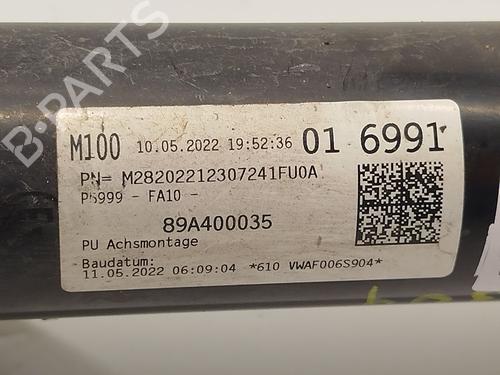 B-PARTS
M100 10.05.2022 19:52:36 01 6991
PN= M28202212307241FU0A
P5999 - FA10 -
89A400035
PU Achsmontage
Baudatum:
11.05.2022 06:09:04 *610 VWAF006S904*